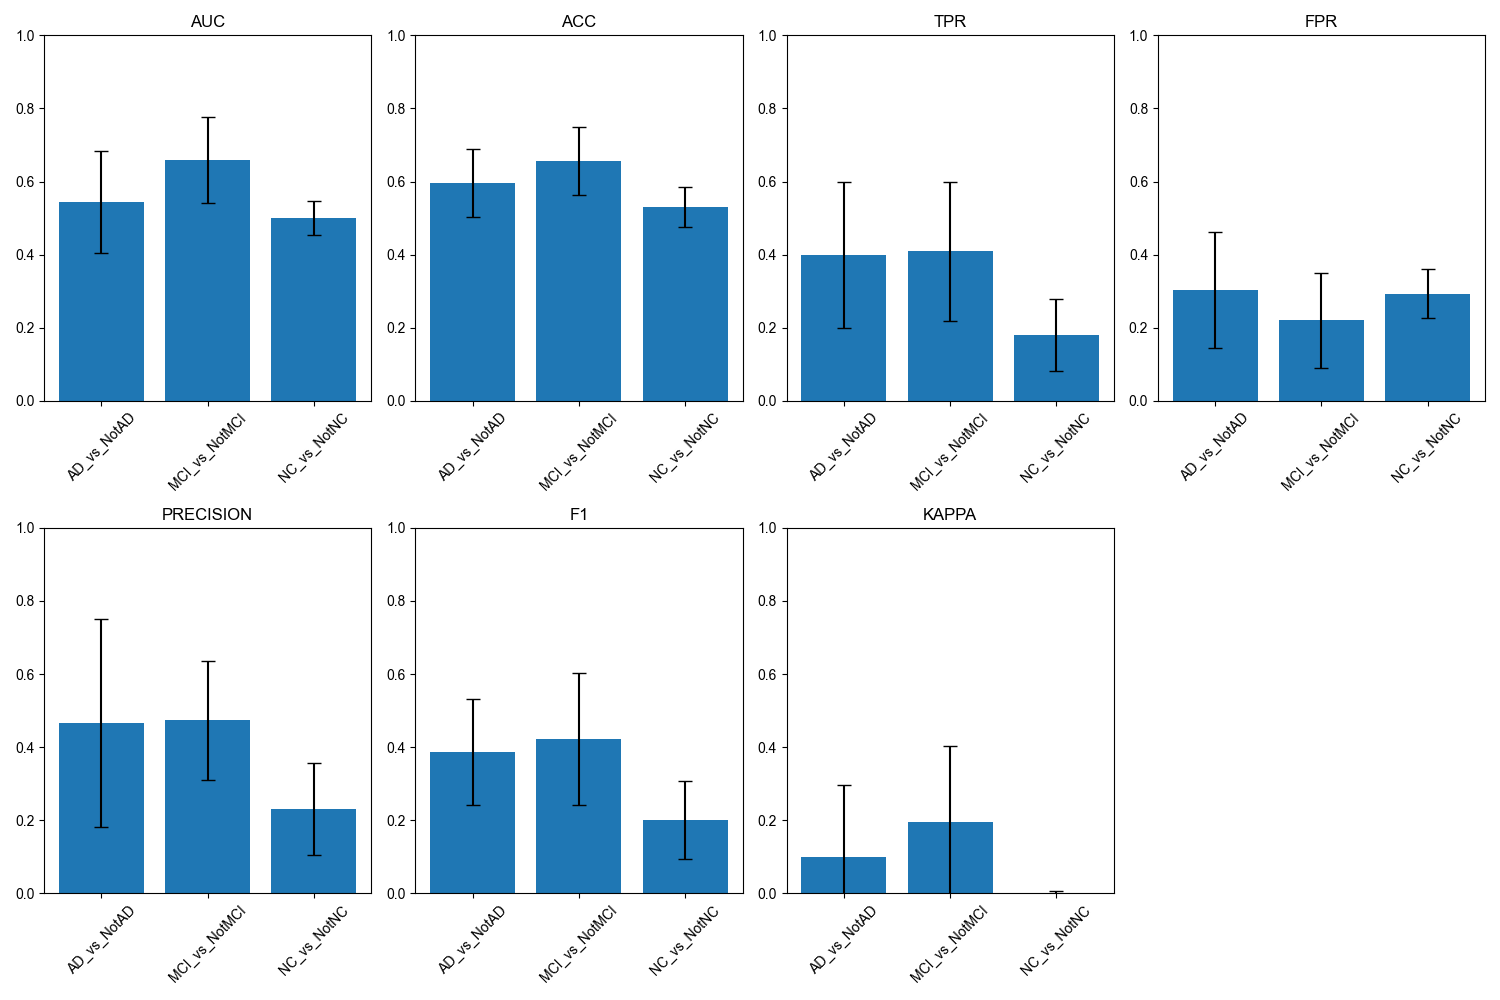 AUC
1.0
0.8
0.6
0.4
0.2
0.0
AD_vs_NotAD
MCI_vs_NotMCI
NC_vs_NotNC
ACC
1.0
0.8
0.6
0.4
0.2
0.0
AD_vs_NotAD
MCI_vs_NotMCI
NC_vs_NotNC
TPR
1.0
0.8
0.6
0.4
0.2
0.0
AD_vs_NotAD
MCI_vs_NotMCI
NC_vs_NotNC
FPR
1.0
0.8
0.6
0.4
0.2
0.0
AD_vs_NotAD
MCI_vs_NotMCI
NC_vs_NotNC
PRECISION
1.0
0.8
0.6
0.4
0.2
0.0
AD_vs_NotAD
MCI_vs_NotMCI
NC_vs_NotNC
F1
1.0
0.8
0.6
0.4
0.2
0.0
AD_vs_NotAD
MCI_vs_NotMCI
NC_vs_NotNC
KAPPA
1.0
0.8
0.6
0.4
0.2
0.0
AD_vs_NotAD
MCI_vs_NotMCI
NC_vs_NotNC